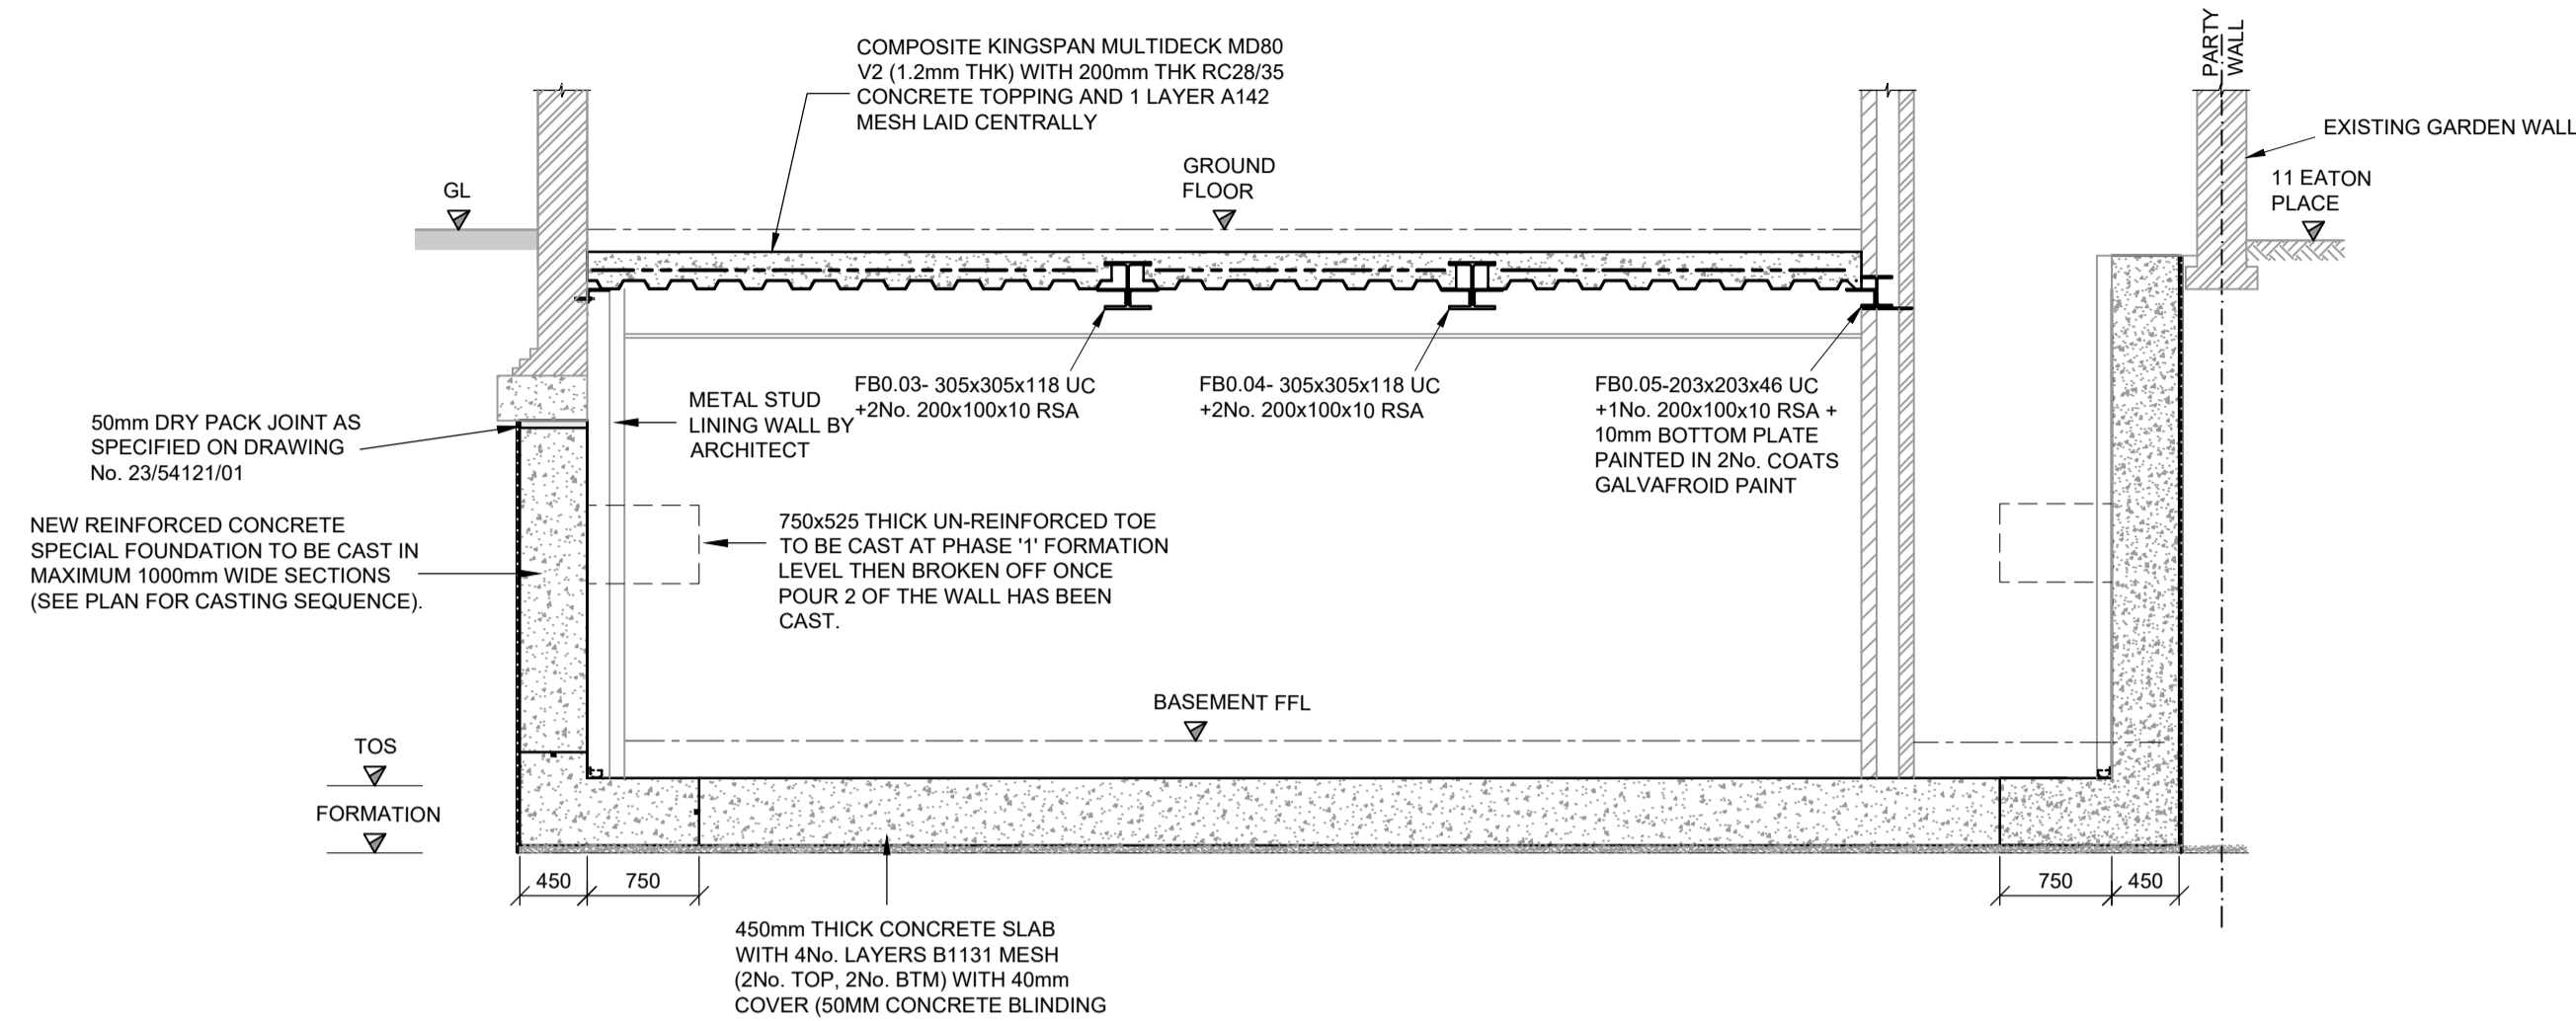 COMPOSITE KINGSPAN MULTIDECK MD80
V2 (1.2mm THK) WITH 200mm THK RC28/35
CONCRETE TOPPING AND 1 LAYER A142
MESH LAID CENTRALLY
PARTY
WALL
EXISTING GARDEN WALL
GL
GROUND
FLOOR
11 EATON
PLACE
50mm DRY PACK JOINT AS
SPECIFIED ON DRAWING
No. 23/54121/01
METAL STUD
LINING WALL BY
ARCHITECT
FB0.03- 305x305x118 UC
+2No. 200x100x10 RSA
FB0.04- 305x305x118 UC
+2No. 200x100x10 RSA
FB0.05-203x203x46 UC
+1No. 200x100x10 RSA +
10mm BOTTOM PLATE
PAINTED IN 2No. COATS
GALVAFROID PAINT
NEW REINFORCED CONCRETE
SPECIAL FOUNDATION TO BE CAST IN
MAXIMUM 1000mm WIDE SECTIONS
(SEE PLAN FOR CASTING SEQUENCE).
750x525 THICK UN-REINFORCED TOE
TO BE CAST AT PHASE '1' FORMATION
LEVEL THEN BROKEN OFF ONCE
POUR 2 OF THE WALL HAS BEEN
CAST.
BASEMENT FFL
TOS
FORMATION
450
750
750
450
450mm THICK CONCRETE SLAB
WITH 4No. LAYERS B1131 MESH
(2No. TOP, 2No. BTM) WITH 40mm
COVER (50MM CONCRETE BLINDING